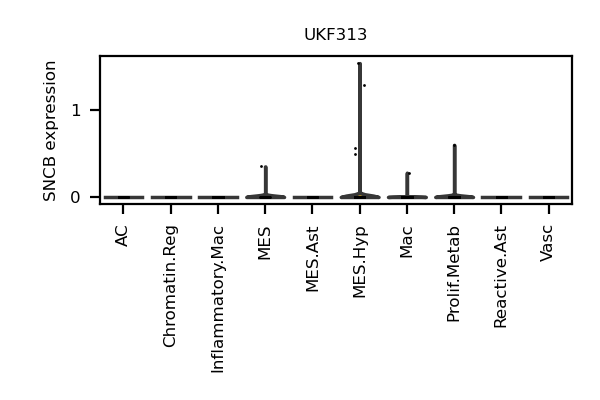 UKF313
SNCB expression
1
0
AC
Chromatin.Reg
Inflammatory.Mac
MES
MES.Ast
MES.Hyp
Mac
Prolif.Metab
Reactive.Ast
Vasc